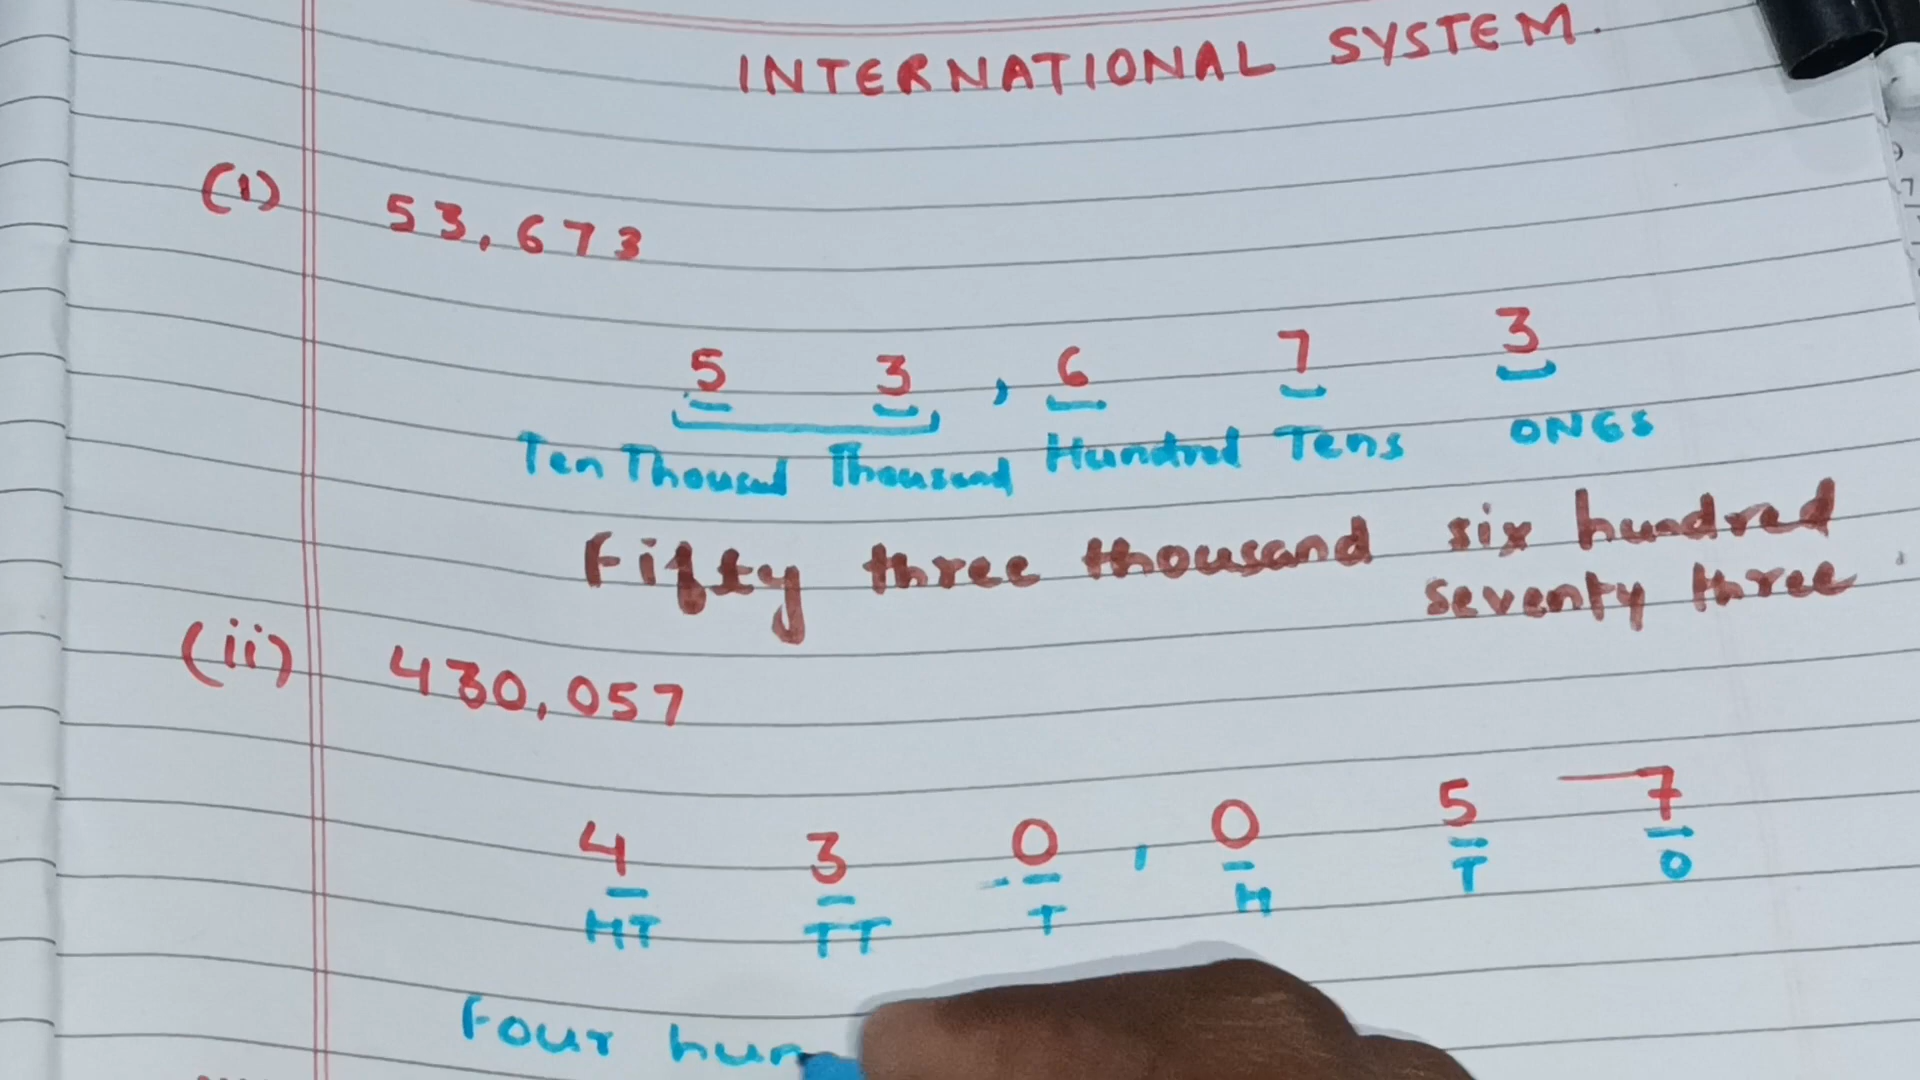 INTERNATIONAL SYSTEM.
(i) 53,673
5 3 , 6 7 3
Ten Thousand Thousand Hundred Tens ONES
Fifty three thousand six hundred
seventy three
(ii) 430,057
4 3 0 , 0 5 7
HT TT T H T O
Four hun